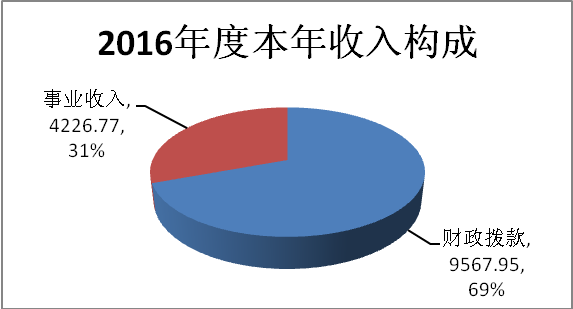 2016年度本年收入构成
事业收入,
4226.77,
31%
财政拨款,
9567.95,
69%